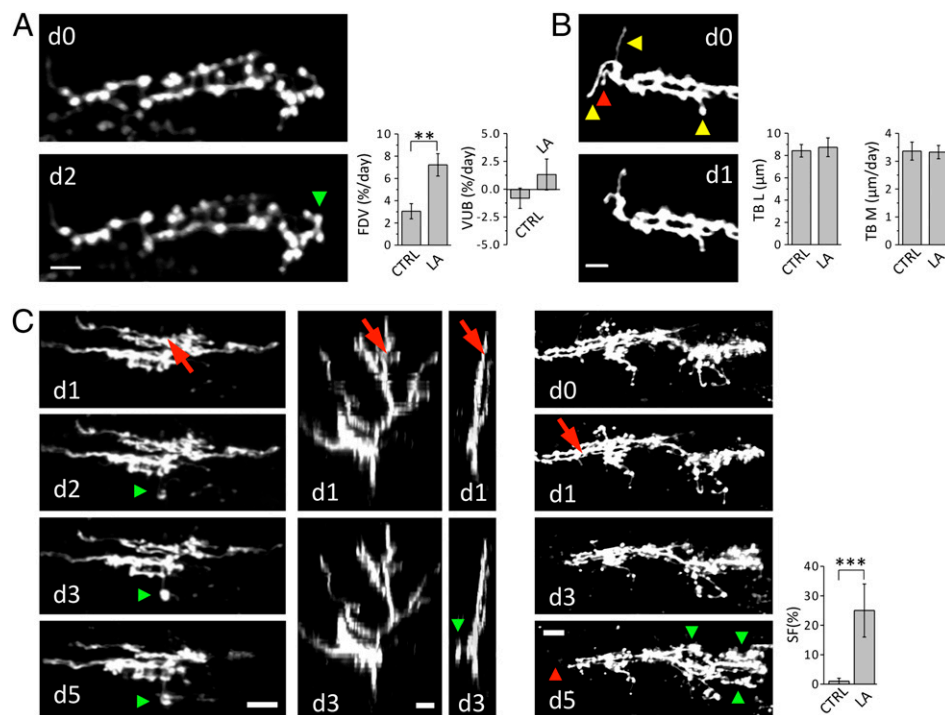 A
d0
d2
FDV (%/day)
10
8
6
4
2
0
**
CTRL
LA
VUB (%/day)
5.0
2.5
0.0
-2.5
-5.0
LA
CTRL
B
d0
d1
TB L (μm)
10
8
6
4
2
0
CTRL
LA
TB M (μm/day)
5
4
3
2
1
0
CTRL
LA
C
d1
d2
d3
d5
d1
d1
d3
d3
d0
d1
d3
d5
SF(%)
40
30
20
10
0
***
CTRL
LA